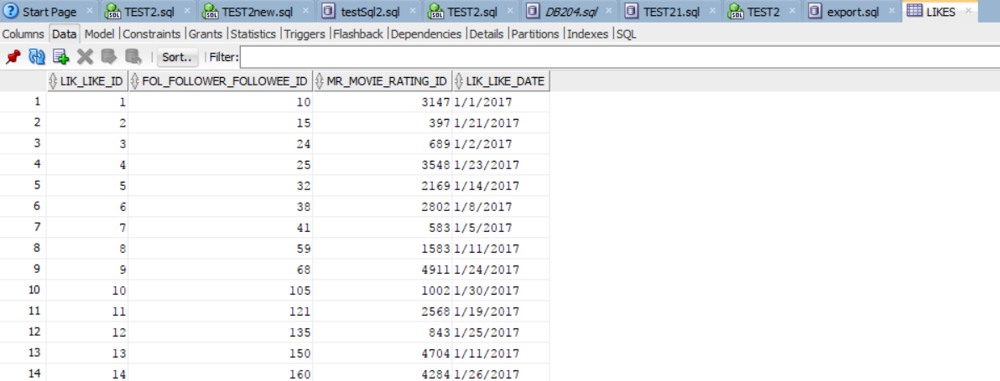 Start Page TEST2.sql TEST2new.sql testSql2.sql TEST2.sql DB204.sql TEST21.sql TEST2 export.sql LIKES
Columns Data Model Constraints Grants Statistics Triggers Flashback Dependencies Details Partitions Indexes SQL
Sort.. Filter:
LIK_LIKE_ID FOL_FOLLOWER_FOLLOWEE_ID MR_MOVIE_RATING_ID LIK_LIKE_DATE
1 1 10 3147 1/1/2017
2 2 15 397 1/21/2017
3 3 24 689 1/2/2017
4 4 25 3548 1/23/2017
5 5 32 2169 1/14/2017
6 6 38 2802 1/8/2017
7 7 41 583 1/5/2017
8 8 59 1583 1/11/2017
9 9 68 4911 1/24/2017
10 10 105 1002 1/30/2017
11 11 121 2568 1/19/2017
12 12 135 843 1/25/2017
13 13 150 4704 1/11/2017
14 14 160 4284 1/26/2017